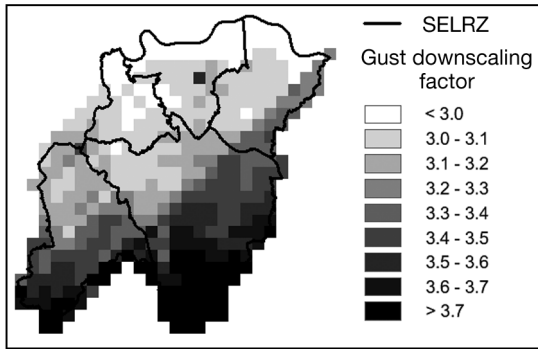 SELRZ
Gust downscaling
factor
< 3.0
3.0 - 3.1
3.1 - 3.2
3.2 - 3.3
3.3 - 3.4
3.4 - 3.5
3.5 - 3.6
3.6 - 3.7
> 3.7